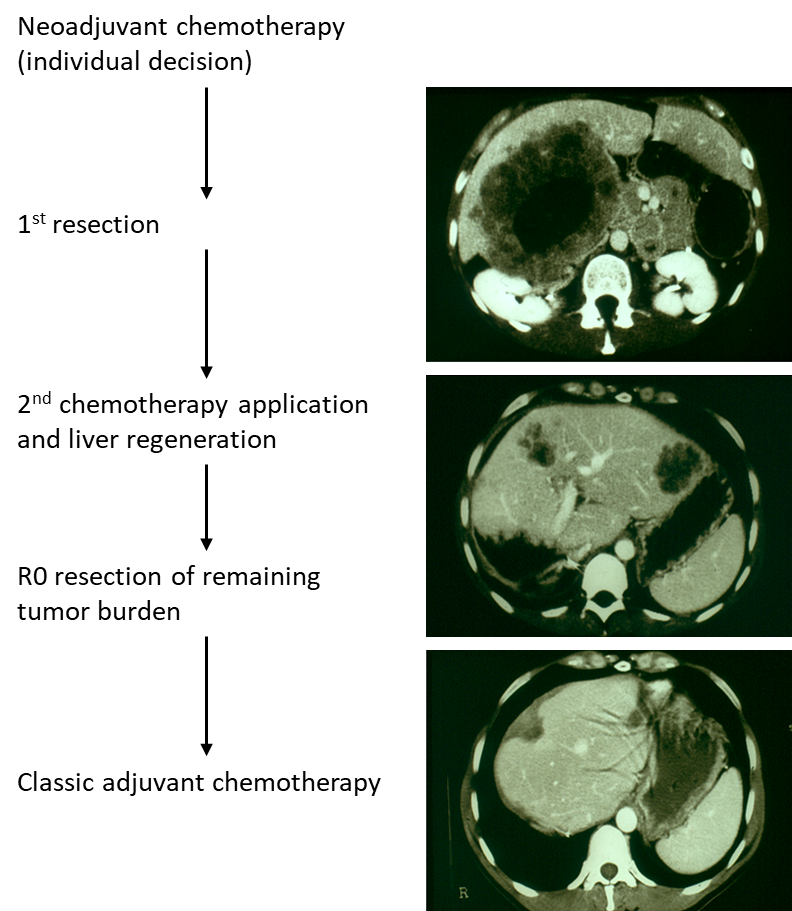 Neoadjuvant chemotherapy
(individual decision)
1st resection
2nd chemotherapy application
and liver regeneration
R0 resection of remaining
tumor burden
Classic adjuvant chemotherapy
R